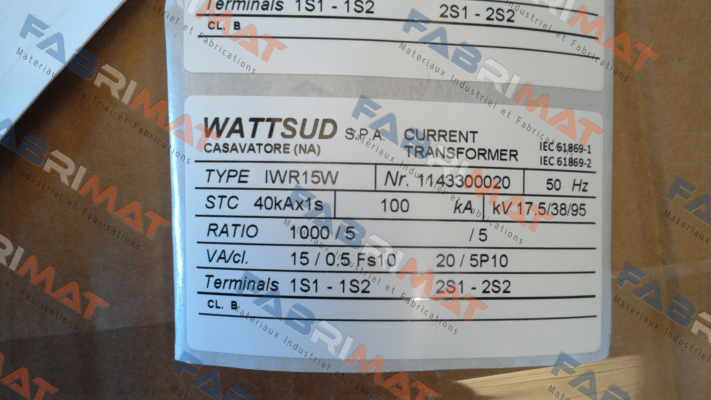 Terminals 1S1 - 1S2 2S1 - 2S2
CL. B
WATTSUD S.P.A. CURRENT TRANSFORMER IEC 61869-1
CASAVATORE (NA) IEC 61869-2
TYPE IWR15W Nr. 1143300020 50 Hz
STC 40kAx1s 100 kA kV 17.5/38/95
RATIO 1000 / 5 / 5
VA/cl. 15 / 0.5 Fs10 20 / 5P10
Terminals 1S1 - 1S2 2S1 - 2S2
CL. B
FABRIMAT
Materiaux Industriel et Fabrications